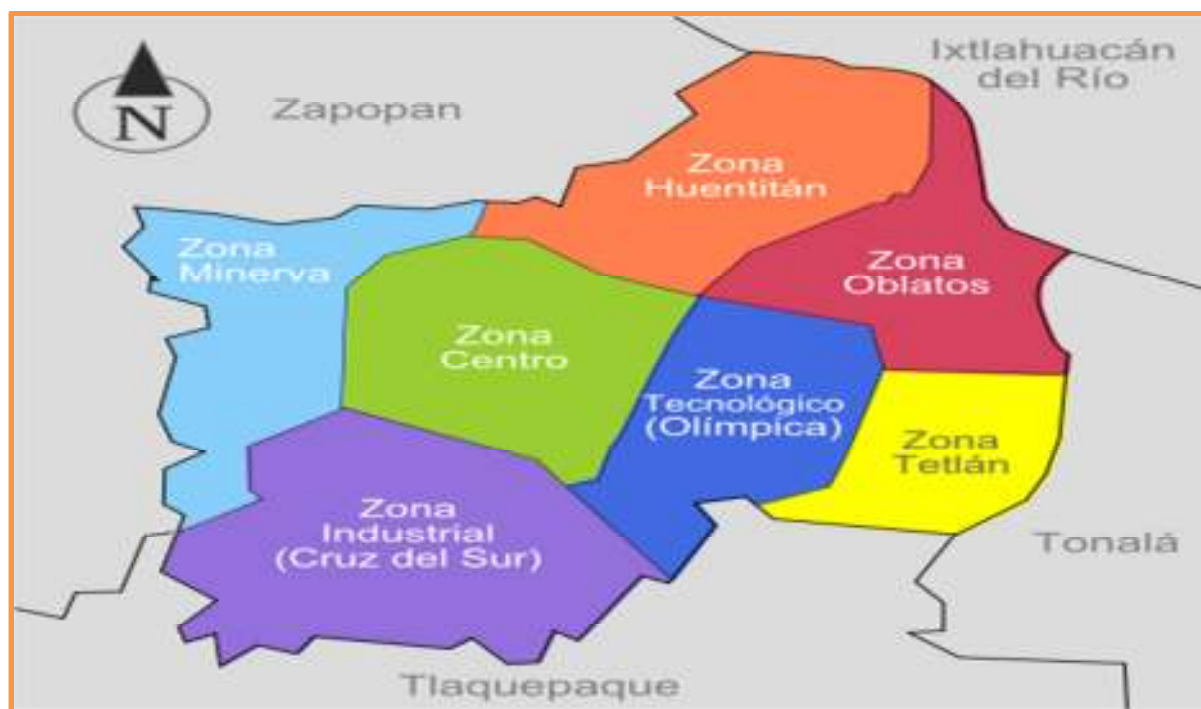 Ixtlahuacán
del Río
Zapopan
N
Zona
Huentitán
Zona
Minerva
Zona
Oblatos
Zona
Centro
Zona
Tecnológico
(Olímpica)
Zona
Tetlán
Zona
Industrial
(Cruz del Sur)
Tonalá
Tlaquepaque